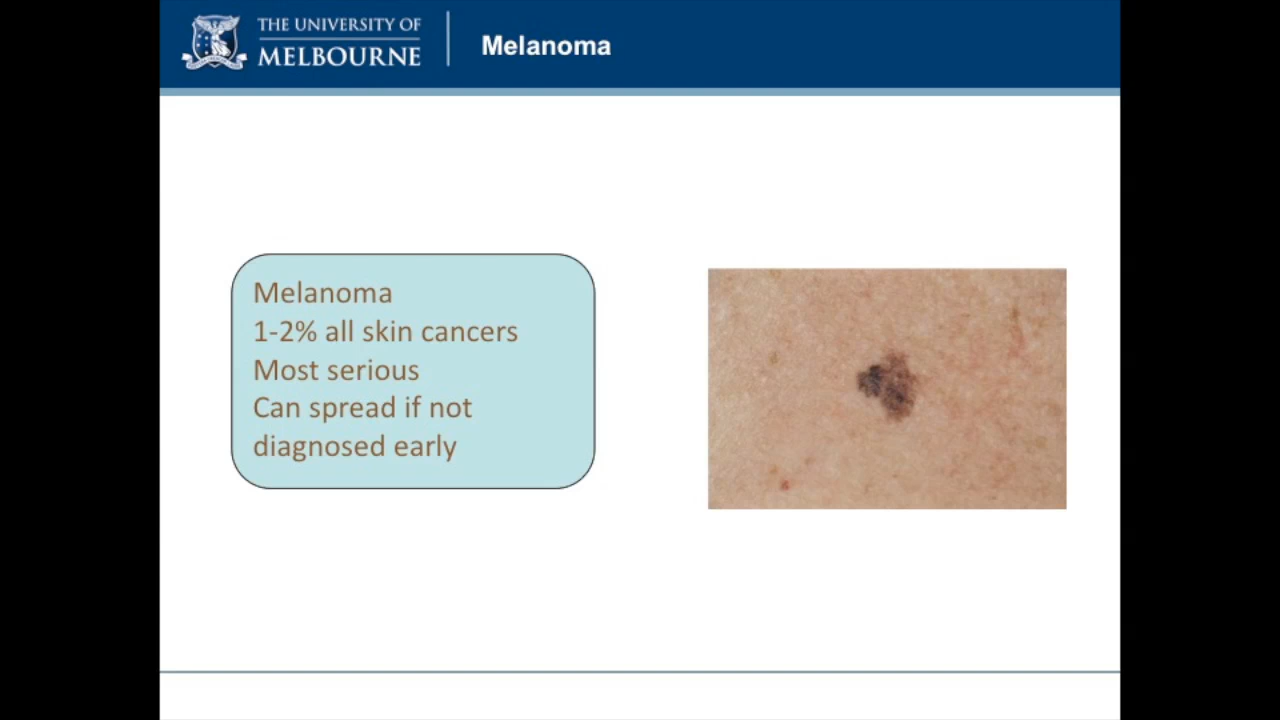 THE UNIVERSITY OF
MELBOURNE
Melanoma
Melanoma
1-2% all skin cancers
Most serious
Can spread if not
diagnosed early